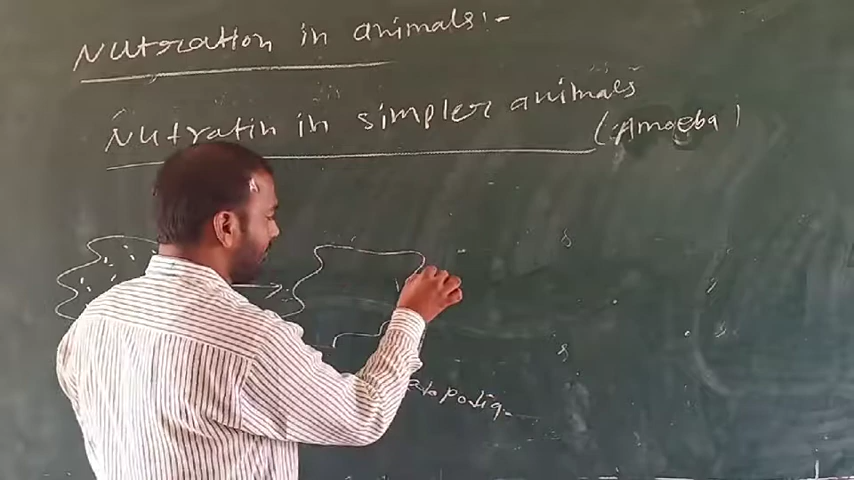 Nutration in animals:-
Nutratin in simpler animals
(Amoeba)